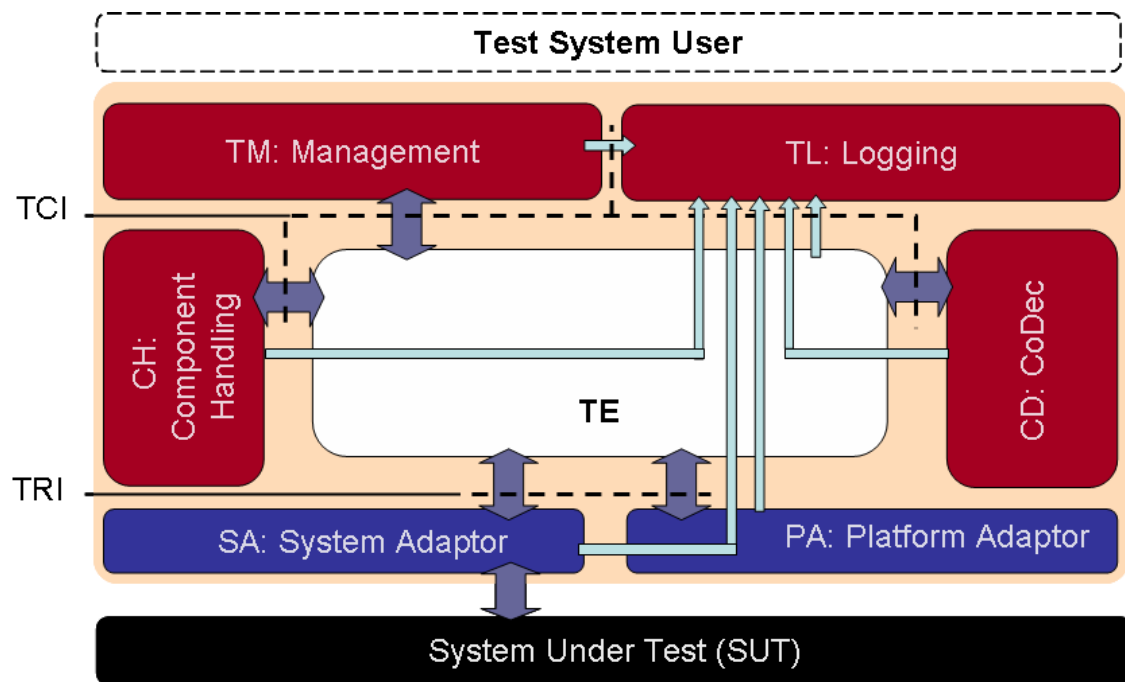 Test System User
TM: Management
TL: Logging
TCI
CH:
Component
Handling
TE
CD: CoDec
TRI
SA: System Adaptor
PA: Platform Adaptor
System Under Test (SUT)